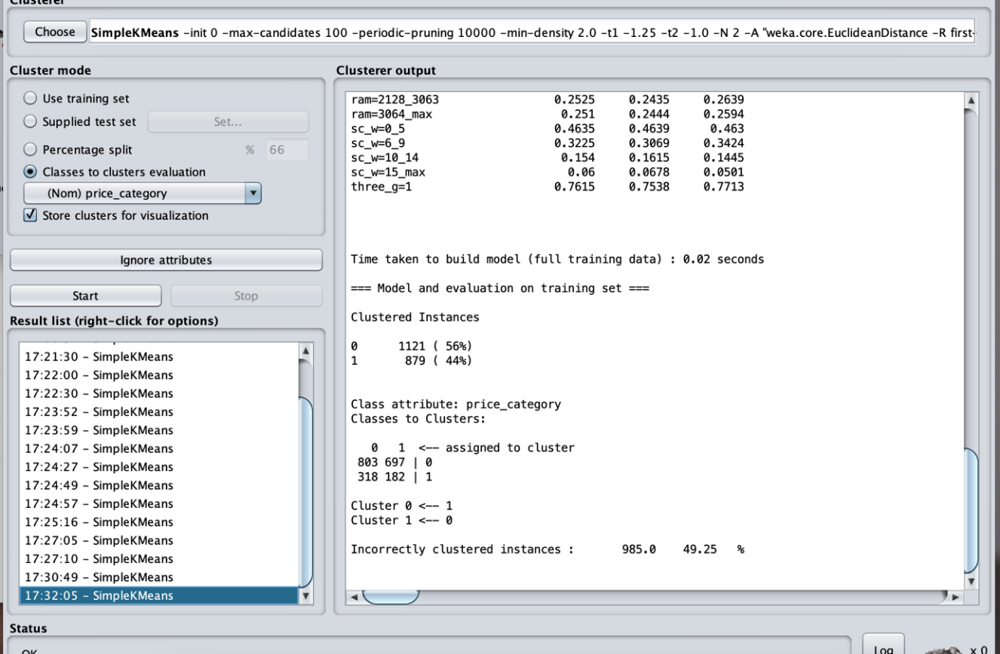 Clusterer
Choose SimpleKMeans -init 0 -max-candidates 100 -periodic-pruning 10000 -min-density 2.0 -t1 -1.25 -t2 -1.0 -N 2 -A "weka.core.EuclideanDistance -R first-
Cluster mode
Use training set
Supplied test set Set...
Percentage split % 66
Classes to clusters evaluation
(Nom) price_category
Store clusters for visualization
Ignore attributes
Start Stop
Result list (right-click for options)
17:21:30 - SimpleKMeans
17:22:00 - SimpleKMeans
17:22:30 - SimpleKMeans
17:23:52 - SimpleKMeans
17:23:59 - SimpleKMeans
17:24:07 - SimpleKMeans
17:24:27 - SimpleKMeans
17:24:49 - SimpleKMeans
17:24:57 - SimpleKMeans
17:25:16 - SimpleKMeans
17:27:05 - SimpleKMeans
17:27:10 - SimpleKMeans
17:30:49 - SimpleKMeans
17:32:05 - SimpleKMeans
Clusterer output
ram=2128_3063 0.2525 0.2435 0.2639
ram=3064_max 0.251 0.2444 0.2594
sc_w=0_5 0.4635 0.4639 0.463
sc_w=6_9 0.3225 0.3069 0.3424
sc_w=10_14 0.154 0.1615 0.1445
sc_w=15_max 0.06 0.0678 0.0501
three_g=1 0.7615 0.7538 0.7713
Time taken to build model (full training data) : 0.02 seconds
=== Model and evaluation on training set ===
Clustered Instances
0 1121 ( 56%)
1 879 ( 44%)
Class attribute: price_category
Classes to Clusters:
0 1 <-- assigned to cluster
803 697 | 0
318 182 | 1
Cluster 0 <-- 1
Cluster 1 <-- 0
Incorrectly clustered instances : 985.0 49.25 %
Status
OK
Log x 0